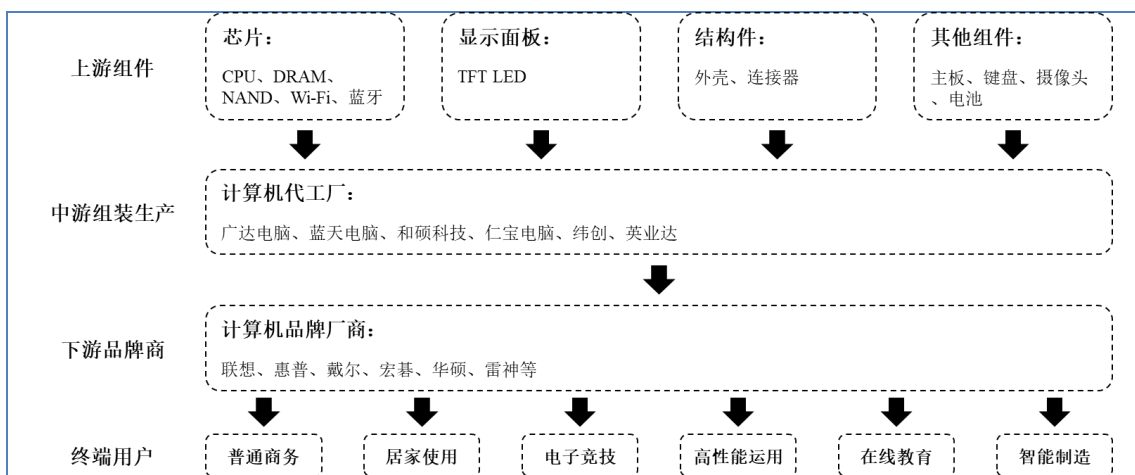 上游组件
芯片：
CPU、DRAM、
NAND、Wi-Fi、蓝牙
显示面板：
TFT LED
结构件：
外壳、连接器
其他组件：
主板、键盘、摄像头
、电池
中游组装生产
计算机代工厂：
广达电脑、蓝天电脑、和硕科技、仁宝电脑、纬创、英业达
下游品牌商
计算机品牌厂商：
联想、惠普、戴尔、宏碁、华硕、雷神等
终端用户
普通商务
居家使用
电子竞技
高性能运用
在线教育
智能制造